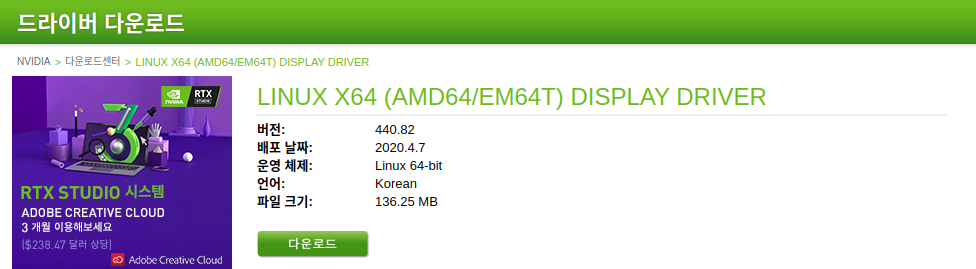 드라이버 다운로드
NVIDIA > 다운로드센터 > LINUX X64 (AMD64/EM64T) DISPLAY DRIVER
NVIDIA. RTX STUDIO
RTX STUDIO 시스템
ADOBE CREATIVE CLOUD
3 개월 이용해보세요
($238.47 달러 상당)
Adobe Creative Cloud
LINUX X64 (AMD64/EM64T) DISPLAY DRIVER
버전: 440.82
배포 날짜: 2020.4.7
운영 체제: Linux 64-bit
언어: Korean
파일 크기: 136.25 MB
다운로드